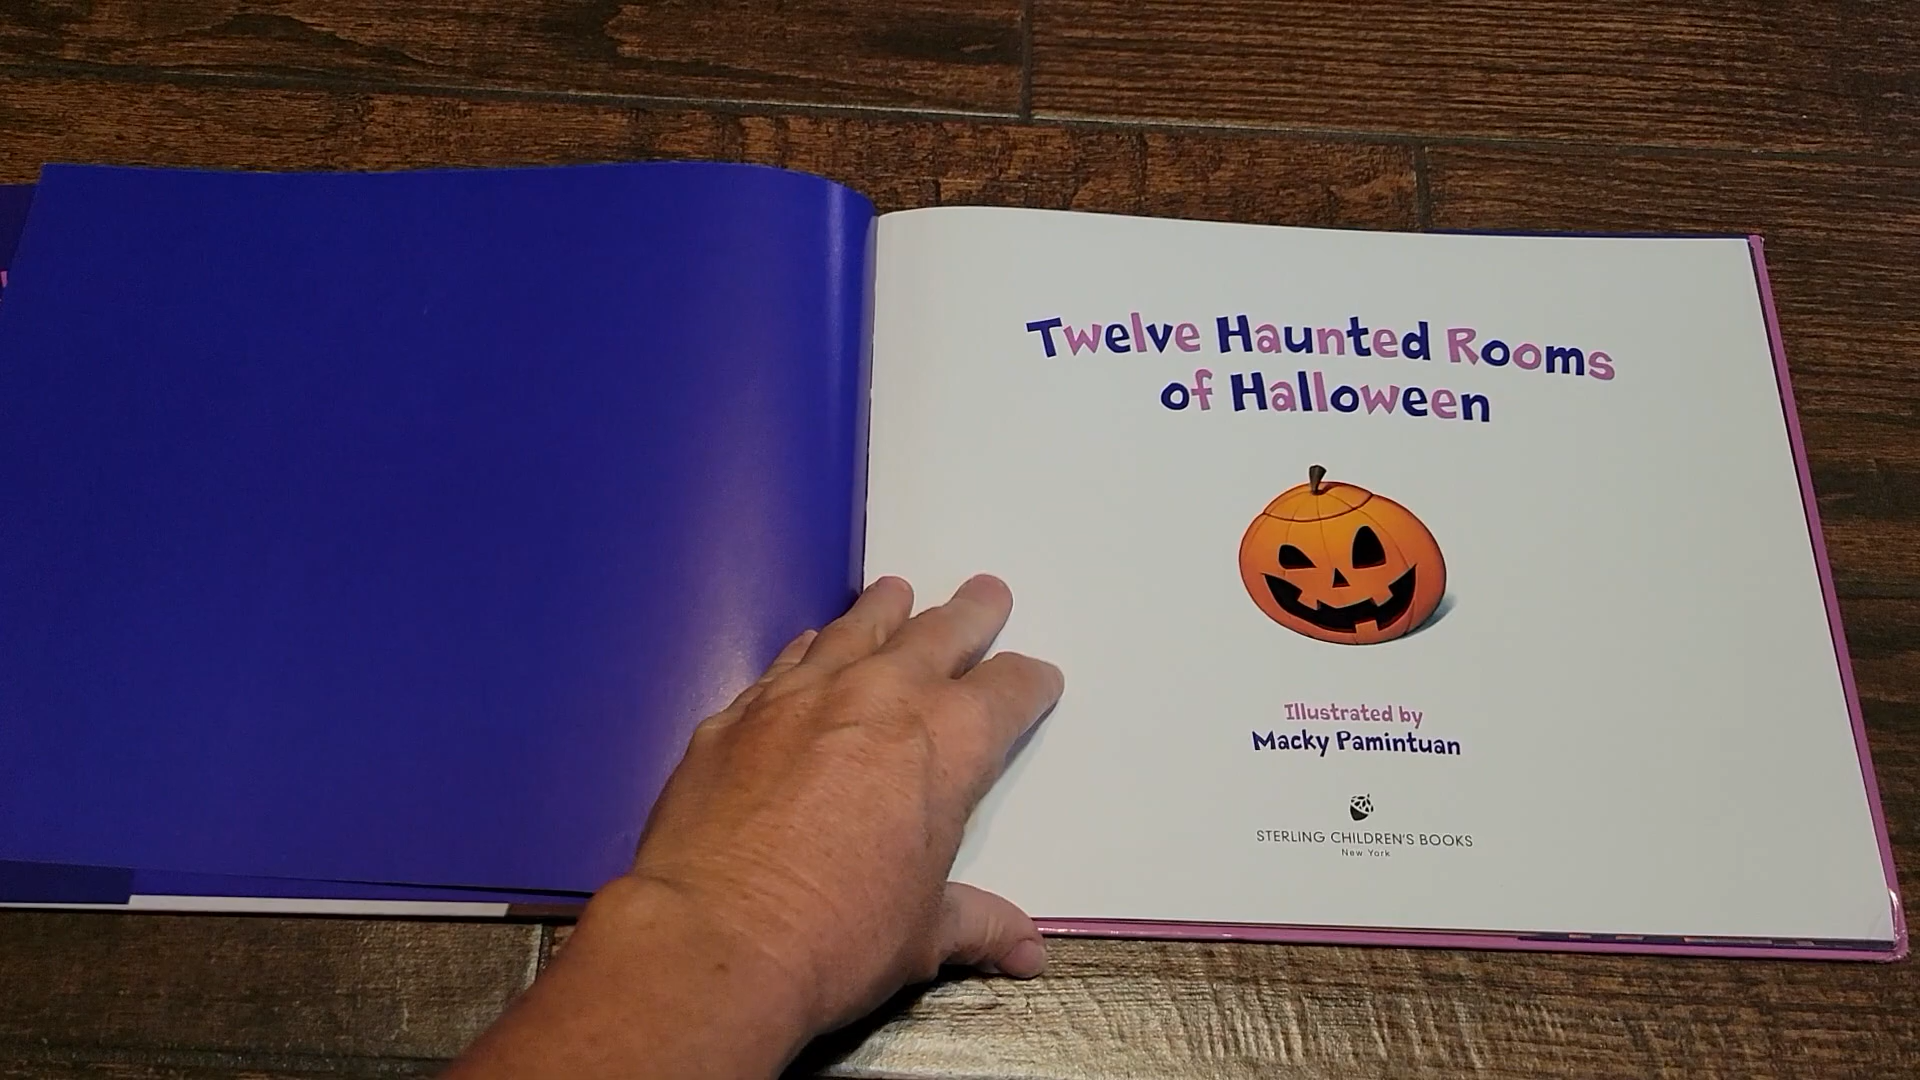 Twelve Haunted Rooms
of Halloween
Illustrated by
Macky Pamintuan
STERLING CHILDREN'S BOOKS
New York